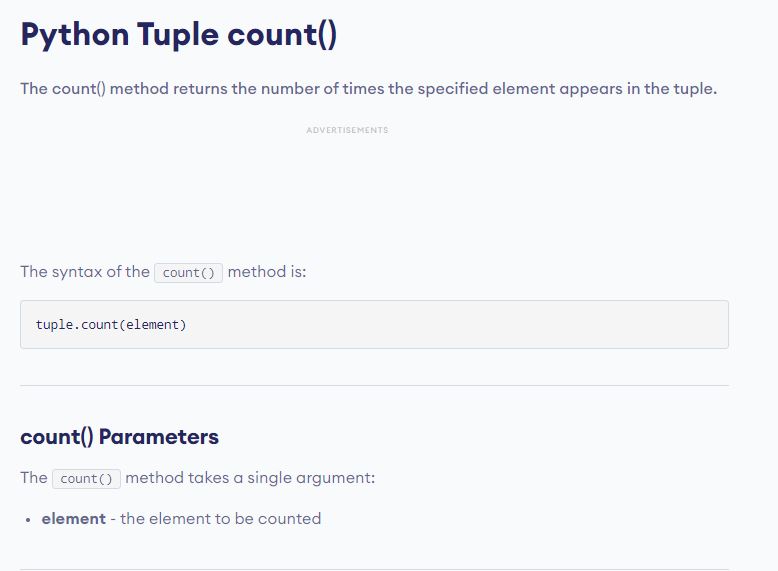 Python Tuple count()
The count() method returns the number of times the specified element appears in the tuple.
ADVERTISEMENTS
The syntax of the count() method is:
tuple.count(element)
count() Parameters
The count() method takes a single argument:
• element - the element to be counted